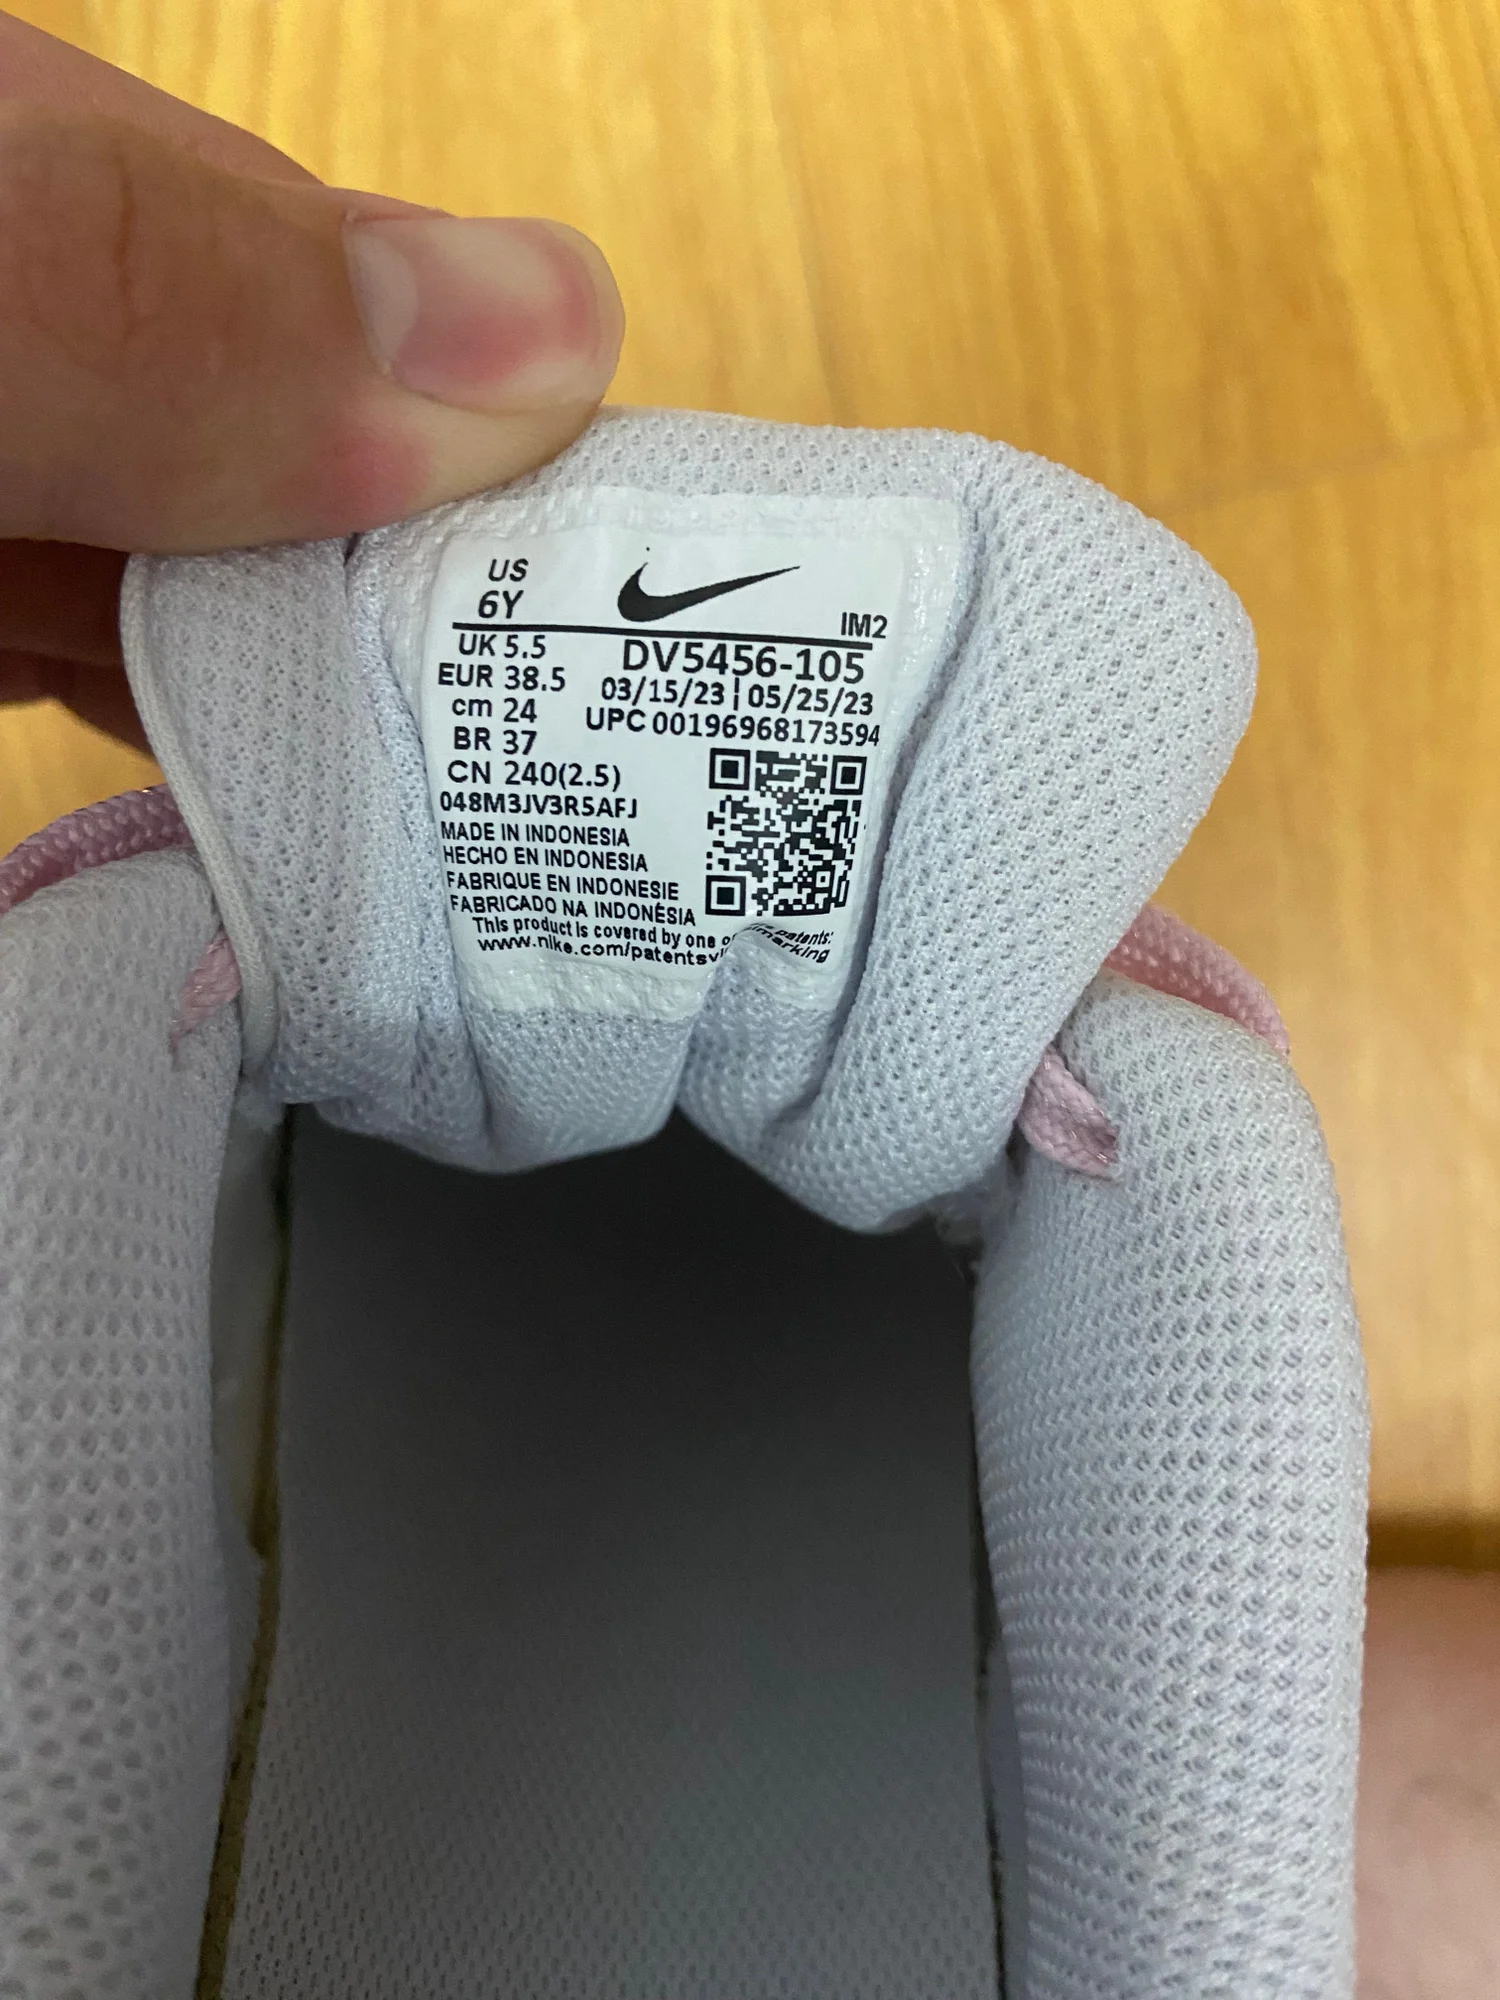 US
6Y
IM2
UK 5.5
DV5456-105
EUR 38.5
03/15/23 | 05/25/23
cm 24
UPC 00196968173594
BR 37
CN 240(2.5)
048M3JV3R5AFJ
MADE IN INDONESIA
HECHO EN INDONESIA
FABRIQUE EN INDONESIE
FABRICADO NA INDONÉSIA
This product is covered by one patents:
www.nike.com/patents